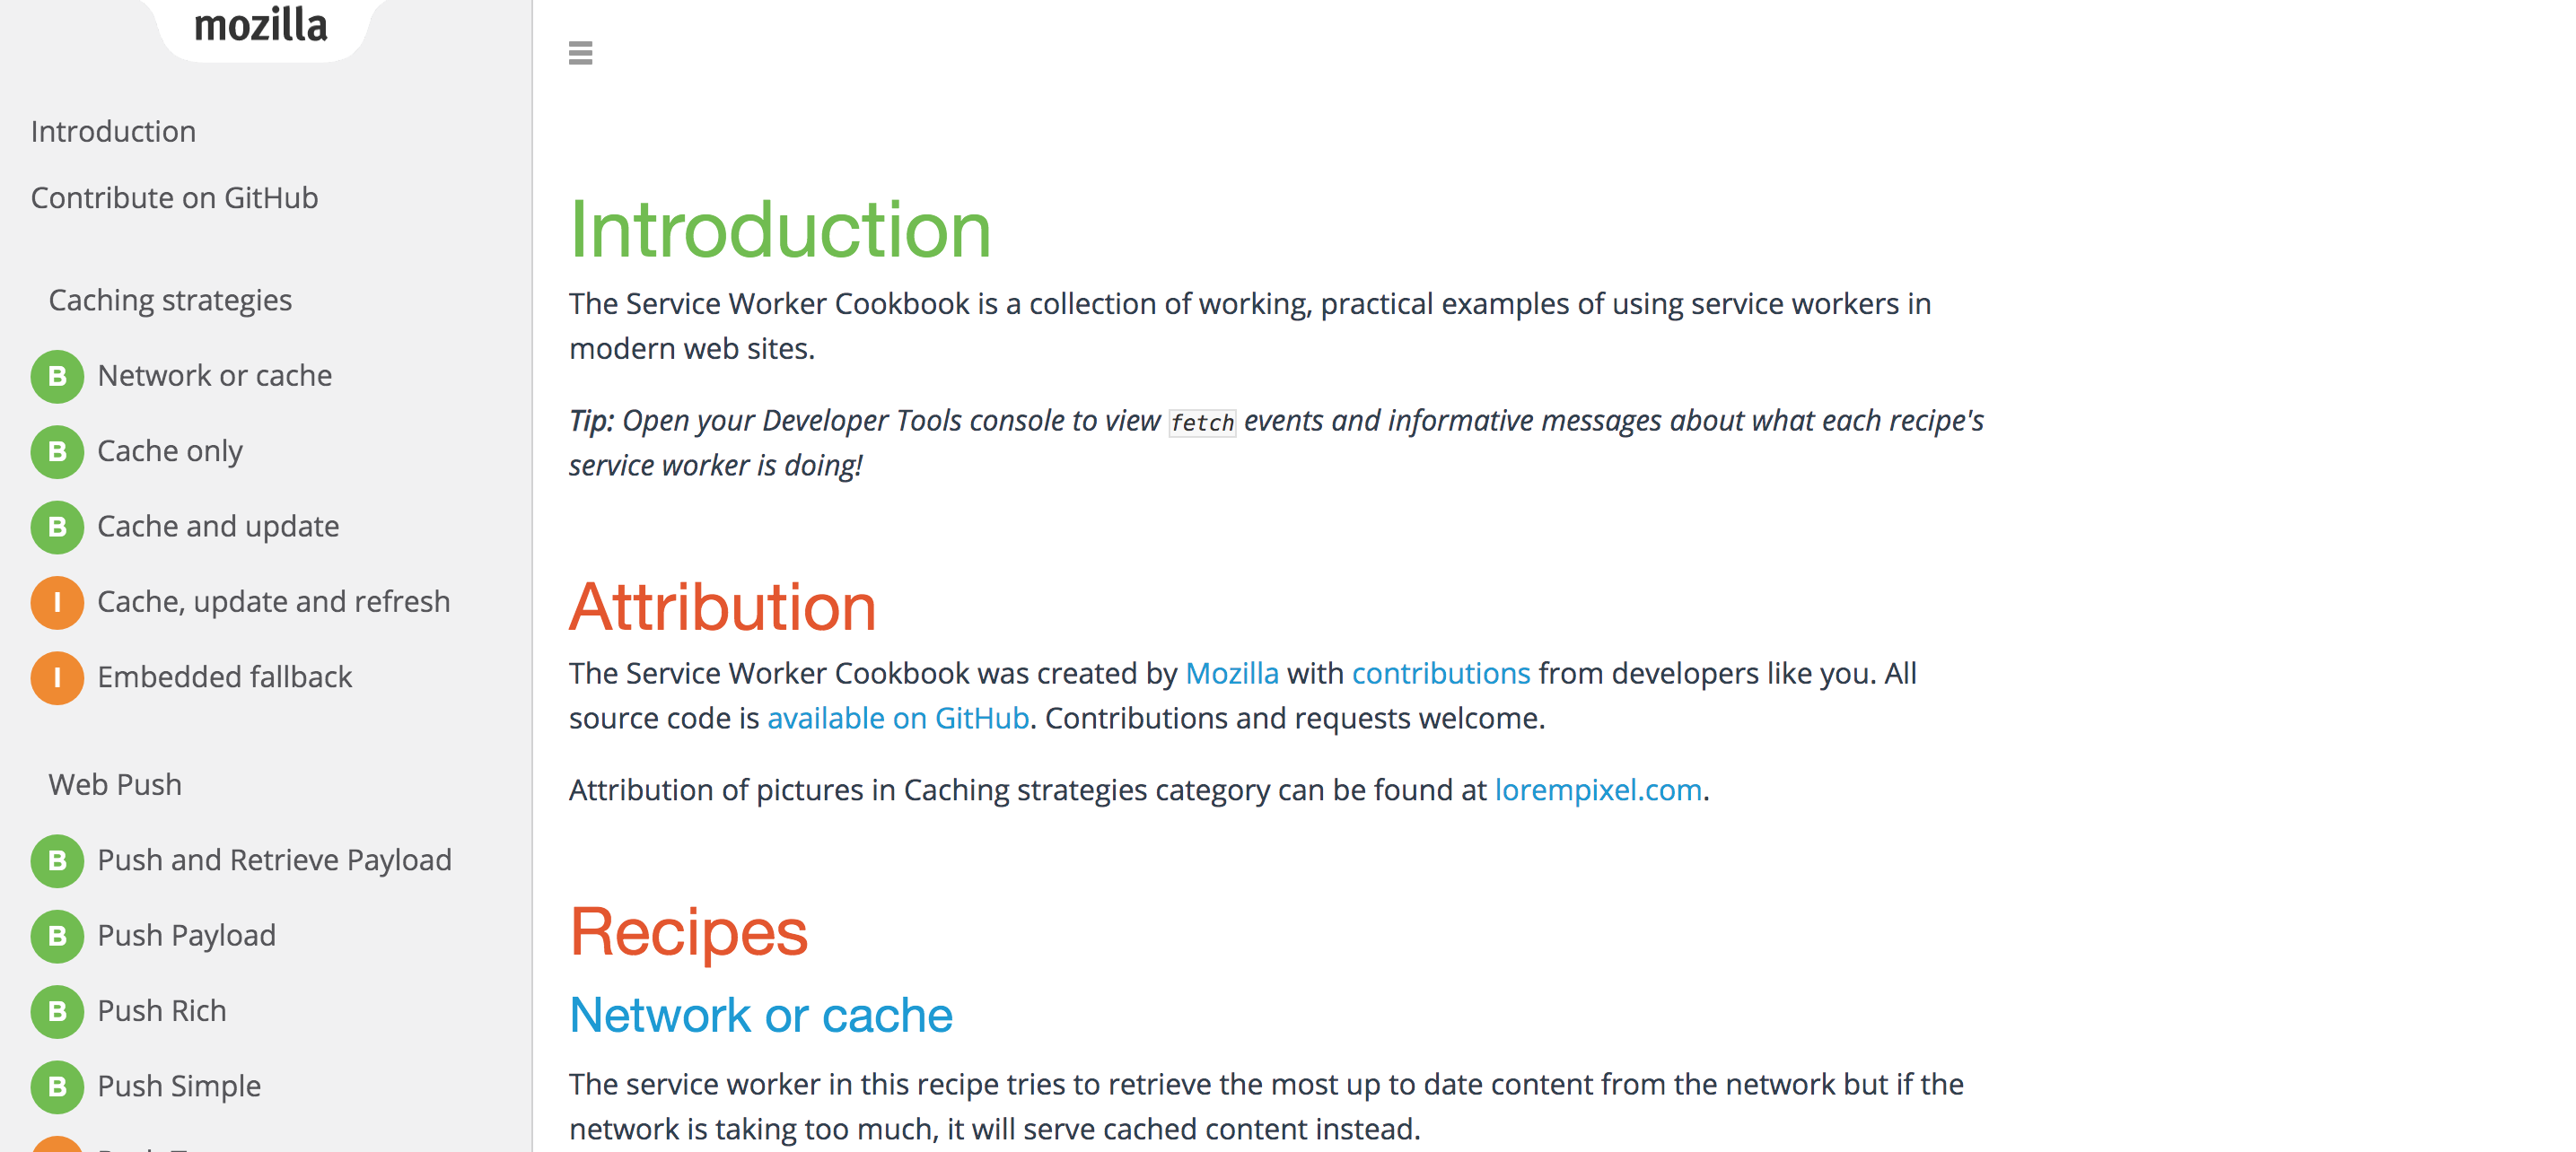 mozilla
Introduction
Contribute on GitHub
Caching strategies
B Network or cache
B Cache only
B Cache and update
I Cache, update and refresh
I Embedded fallback
Web Push
B Push and Retrieve Payload
B Push Payload
B Push Rich
B Push Simple
Introduction
The Service Worker Cookbook is a collection of working, practical examples of using service workers in
modern web sites.
Tip: Open your Developer Tools console to view fetch events and informative messages about what each recipe's
service worker is doing!
Attribution
The Service Worker Cookbook was created by Mozilla with contributions from developers like you. All
source code is available on GitHub. Contributions and requests welcome.
Attribution of pictures in Caching strategies category can be found at lorempixel.com.
Recipes
Network or cache
The service worker in this recipe tries to retrieve the most up to date content from the network but if the
network is taking too much, it will serve cached content instead.